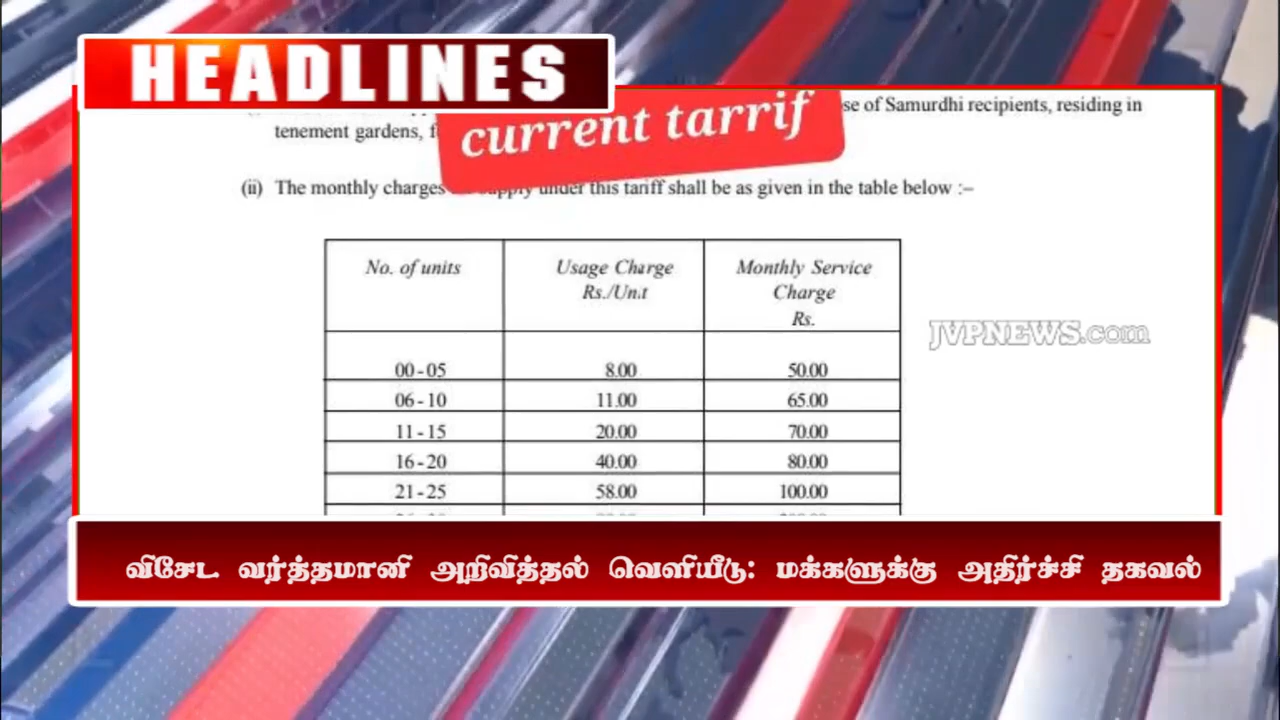 HEADLINES
current tarrif
se of Samurdhi recipients, residing in
tenement gardens,
(ii) The monthly charges supply under this tariff shall be as given in the table below :–
No. of units Usage Charge Rs./Unit Monthly Service Charge Rs.
00-05 8.00 50.00
06-10 11.00 65.00
11-15 20.00 70.00
16-20 40.00 80.00
21-25 58.00 100.00
JVPNEWS.com
விசேட வர்த்தமானி அறிவித்தல் வெளியீடு: மக்களுக்கு அதிர்ச்சி தகவல்